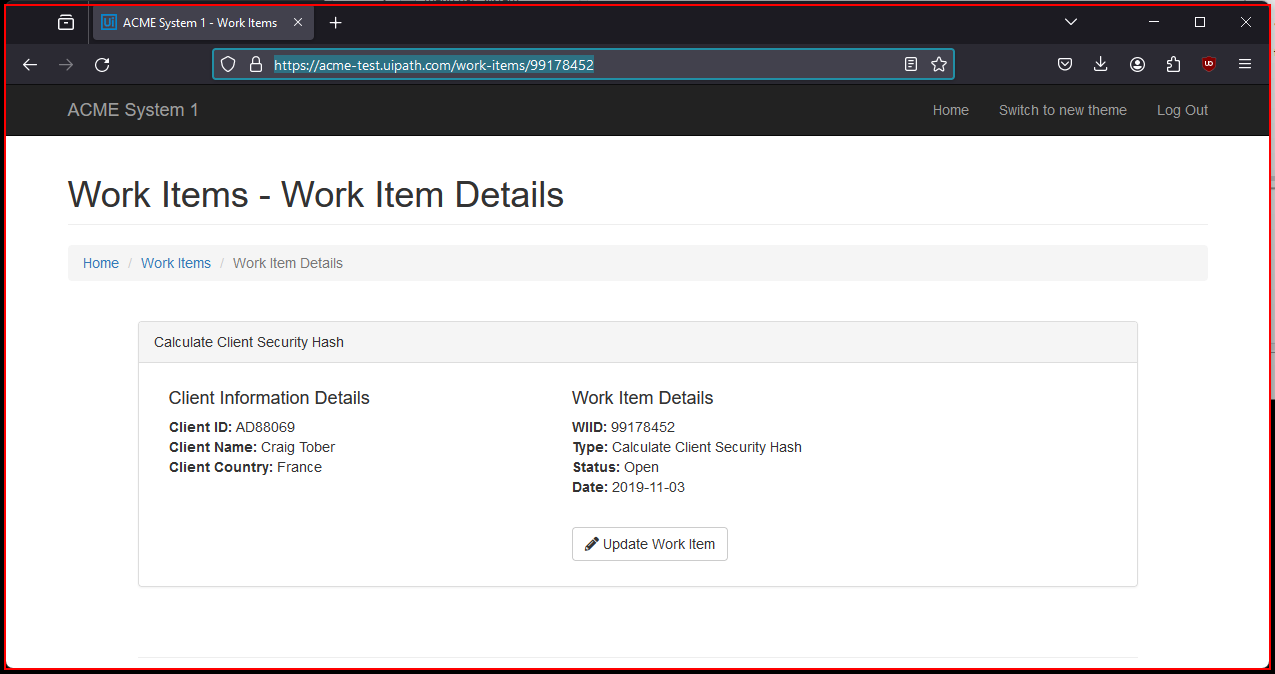 ACME System 1 - Work Items
https://acme-test.uipath.com/work-items/99178452
ACME System 1
Home
Switch to new theme
Log Out
Work Items - Work Item Details
Home / Work Items / Work Item Details
Calculate Client Security Hash
Client Information Details
Client ID: AD88069
Client Name: Craig Tober
Client Country: France
Work Item Details
WIID: 99178452
Type: Calculate Client Security Hash
Status: Open
Date: 2019-11-03
Update Work Item